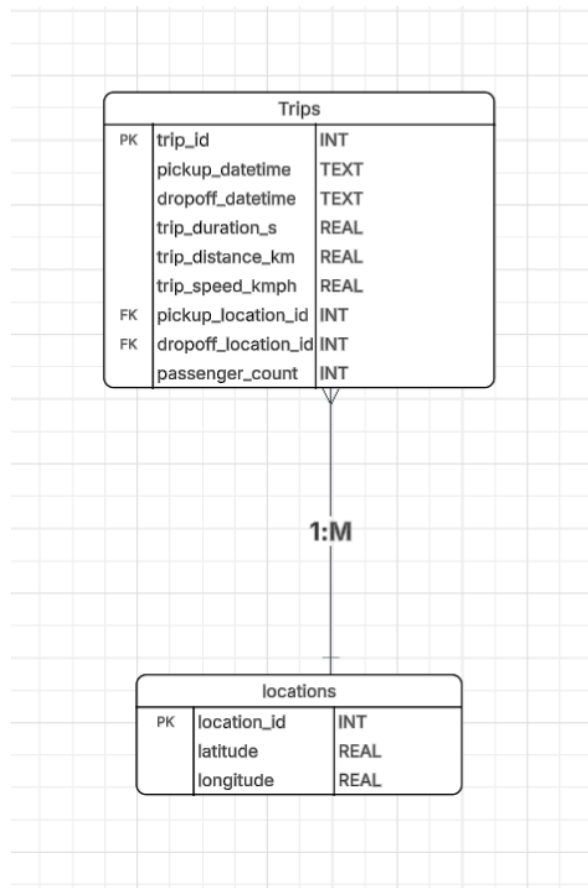 Trips
PK trip_id INT
pickup_datetime TEXT
dropoff_datetime TEXT
trip_duration_s REAL
trip_distance_km REAL
trip_speed_kmph REAL
FK pickup_location_id INT
FK dropoff_location_id INT
passenger_count INT
1:M
locations
PK location_id INT
latitude REAL
longitude REAL